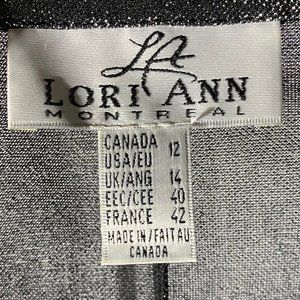 LA
LORI ANN
MONTREAL
CANADA 12
USA/EU
UK/ANG 14
EEC/CEE 40
FRANCE 42
MADE IN/FAIT AU
CANADA